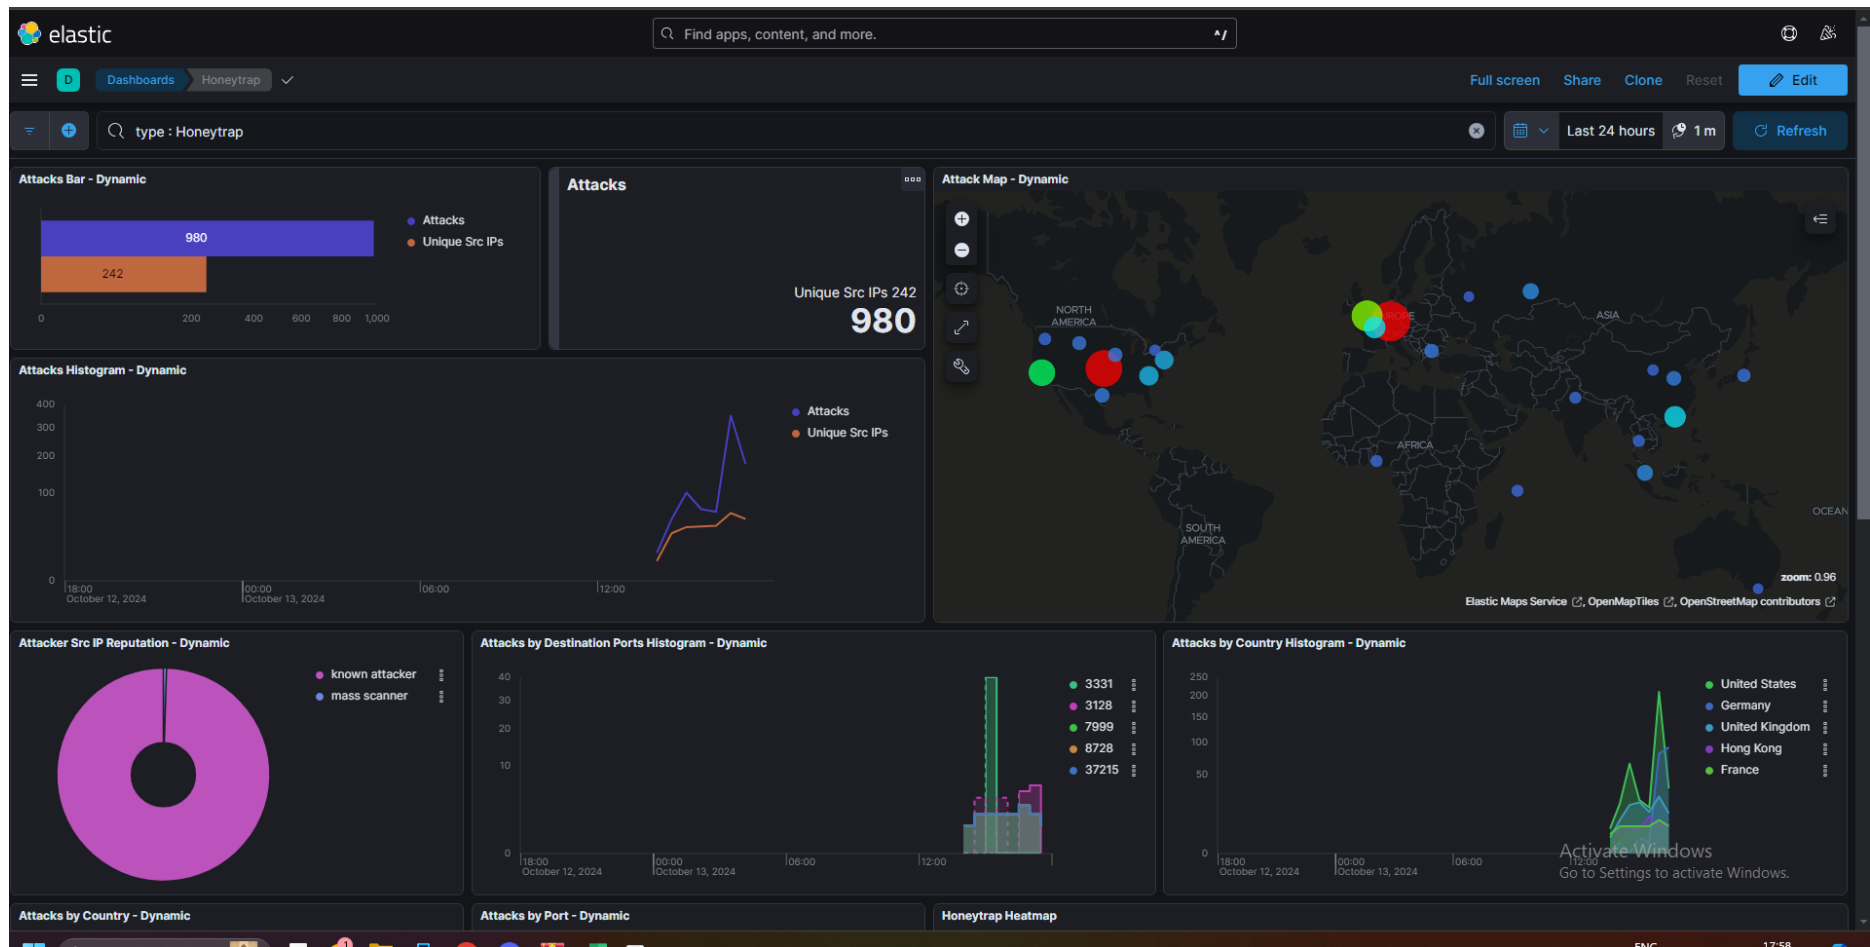 elastic
Find apps, content, and more.
^/
D
Dashboards
Honeytrap
Full screen
Share
Clone
Reset
Edit
type : Honeytrap
Last 24 hours
1 m
Refresh
Attacks Bar - Dynamic
980
242
0
200
400
600
800
1,000
Attacks
Unique Src IPs
Attacks
Unique Src IPs 242
980
Attack Map - Dynamic
NORTH
AMERICA
EUROPE
ASIA
AFRICA
SOUTH
AMERICA
OCEAN
zoom: 0.96
Elastic Maps Service, OpenMapTiles, OpenStreetMap contributors
Attacks Histogram - Dynamic
400
300
200
100
0
18:00
October 12, 2024
00:00
October 13, 2024
06:00
12:00
Attacks
Unique Src IPs
Attacker Src IP Reputation - Dynamic
known attacker
mass scanner
Attacks by Destination Ports Histogram - Dynamic
40
30
20
10
0
18:00
October 12, 2024
00:00
October 13, 2024
06:00
12:00
3331
3128
7999
8728
37215
Attacks by Country Histogram - Dynamic
250
200
150
100
50
0
18:00
October 12, 2024
00:00
October 13, 2024
06:00
12:00
United States
Germany
United Kingdom
Hong Kong
France
Activate Windows
Go to Settings to activate Windows.
Attacks by Country - Dynamic
Attacks by Port - Dynamic
Honeytrap Heatmap
1
ENG
17:58